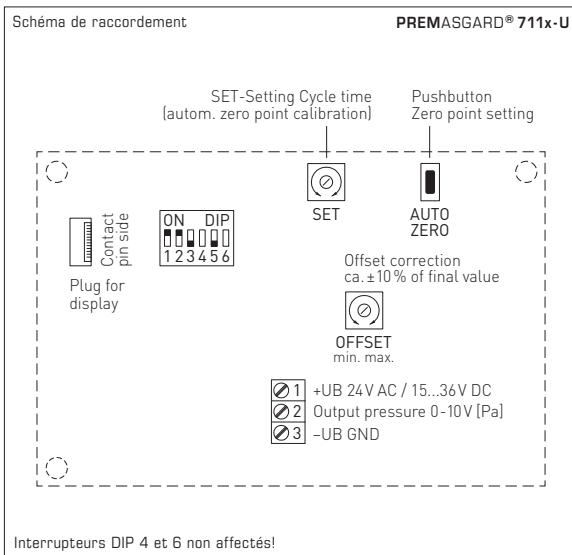 Schéma de raccordement
PREMASGARD® 711x-U
SET-Setting Cycle time
(autom. zero point calibration)
Pushbutton
Zero point setting
SET
AUTO
ZERO
Contact
pin side
ON DIP
1 2 3 4 5 6
Plug for
display
Offset correction
ca. ±10% of final value
OFFSET
min. max.
1 +UB 24V AC / 15...36V DC
2 Output pressure 0-10V [Pa]
3 –UB GND
Interrupteurs DIP 4 et 6 non affectés!